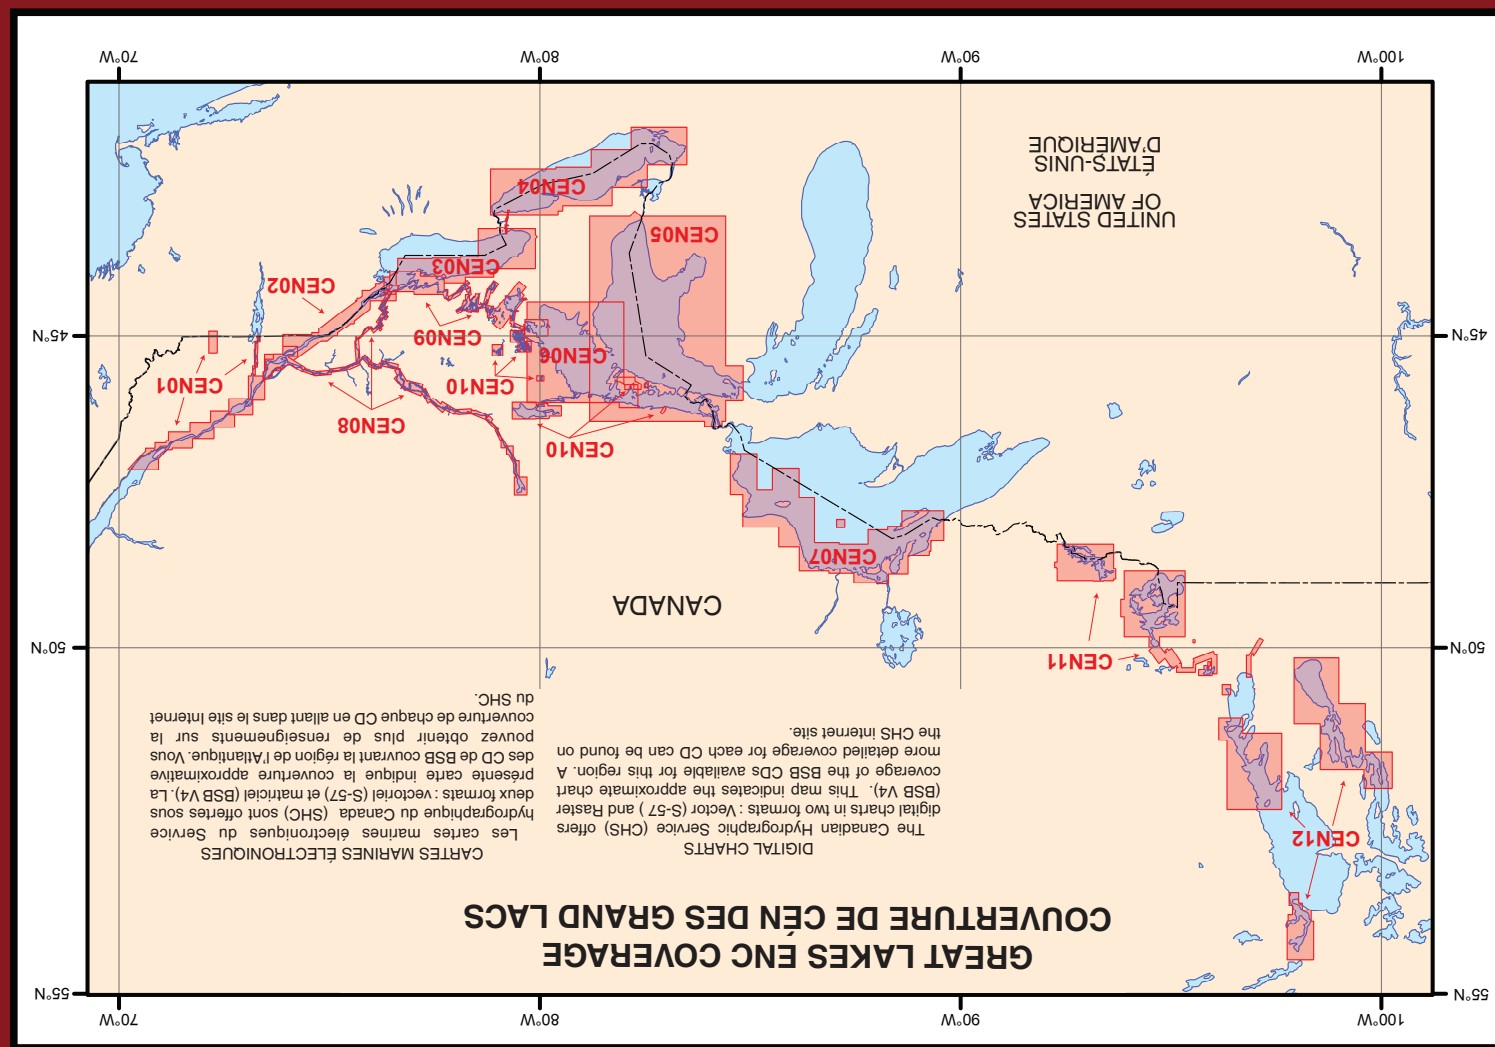 100°W
90°W
80°W
70°W
55°N
55°N
GREAT LAKES ENC COVERAGE
COUVERTURE DE CÉN DES GRAND LACS
DIGITAL CHARTS
The Canadian Hydrographic Service (CHS) offers
digital charts in two formats : Vector (S-57 ) and Raster
(BSB V4). This map indicates the approximate chart
coverage of the BSB CDs available for this region. A
more detailed coverage for each CD can be found on
the CHS internet site.
CARTES MARINES ÉLECTRONIQUES
Les cartes marines électroniques du Service
hydrographique du Canada (SHC) sont offertes sous
deux formats : vectoriel (S-57) et matriciel (BSB V4). La
présente carte indique la couverture approximative
des CD de BSB couvrant la région de l'Atlantique. Vous
pouvez obtenir plus de renseignements sur la
couverture de chaque CD en allant dans le site Internet
du SHC.
CEN12
CEN11
50°N
50°N
CANADA
CEN07
CEN10
CEN08
CEN10
CEN01
CEN06
CEN09
45°N
45°N
CEN02
CEN03
CEN05
CEN04
UNITED STATES
OF AMERICA
ÉTATS-UNIS
D'AMERIQUE
100°W
90°W
80°W
70°W